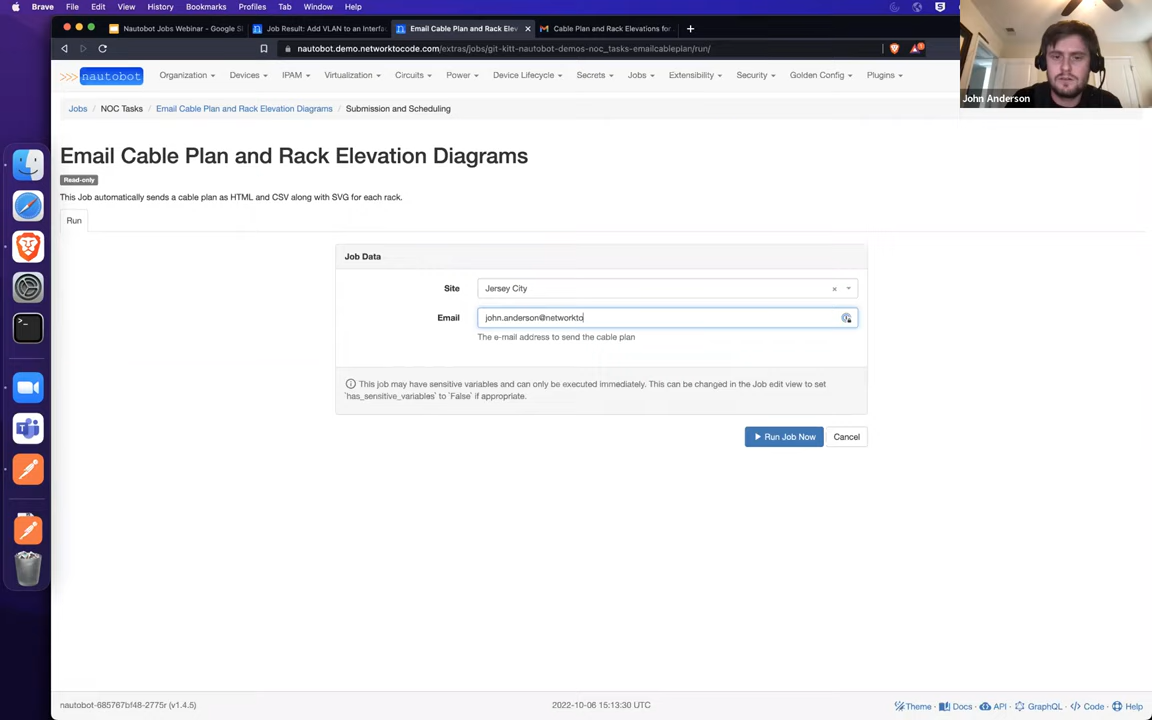 Brave File Edit View History Bookmarks Profiles Tab Window Help
Nautobot Jobs Webinar - Google Sl
Job Result: Add VLAN to an Interfa
Email Cable Plan and Rack Elev
Cable Plan and Rack Elevations for
nautobot.demo.networktocode.com/extras/jobs/git-kitt-nautobot-demos-noc_tasks-emailcableplan/run/
nautobot Organization Devices IPAM Virtualization Circuits Power Device Lifecycle Secrets Jobs Extensibility Security Golden Config Plugins
John Anderson
Jobs / NOC Tasks / Email Cable Plan and Rack Elevation Diagrams / Submission and Scheduling
Email Cable Plan and Rack Elevation Diagrams
Read-only
This Job automatically sends a cable plan as HTML and CSV along with SVG for each rack.
Run
Job Data
Site Jersey City
Email john.anderson@networkto
The e-mail address to send the cable plan
This job may have sensitive variables and can only be executed immediately. This can be changed in the Job edit view to set
`has_sensitive_variables` to `False` if appropriate.
Run Job Now Cancel
nautobot-685767bf48-2775r (v1.4.5) 2022-10-06 15:13:30 UTC Theme · Docs · API · GraphQL · Code · Help